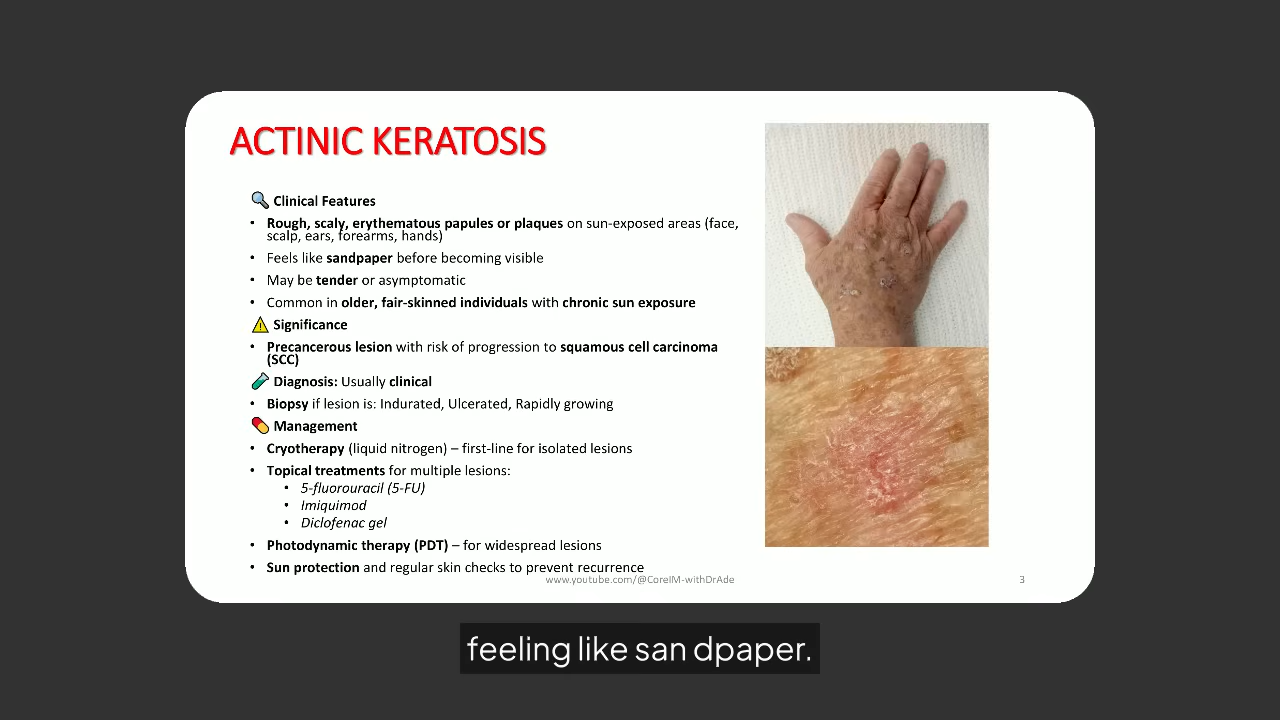 ACTINIC KERATOSIS
🔍 Clinical Features
• Rough, scaly, erythematous papules or plaques on sun-exposed areas (face,
scalp, ears, forearms, hands)
• Feels like sandpaper before becoming visible
• May be tender or asymptomatic
• Common in older, fair-skinned individuals with chronic sun exposure
⚠️ Significance
• Precancerous lesion with risk of progression to squamous cell carcinoma
(SCC)
🧪 Diagnosis: Usually clinical
• Biopsy if lesion is: Indurated, Ulcerated, Rapidly growing
💊 Management
• Cryotherapy (liquid nitrogen) – first-line for isolated lesions
• Topical treatments for multiple lesions:
• 5-fluorouracil (5-FU)
• Imiquimod
• Diclofenac gel
• Photodynamic therapy (PDT) – for widespread lesions
• Sun protection and regular skin checks to prevent recurrence
www.youtube.com/@CoreIM-withDrAde
3
feeling like san dpaper.